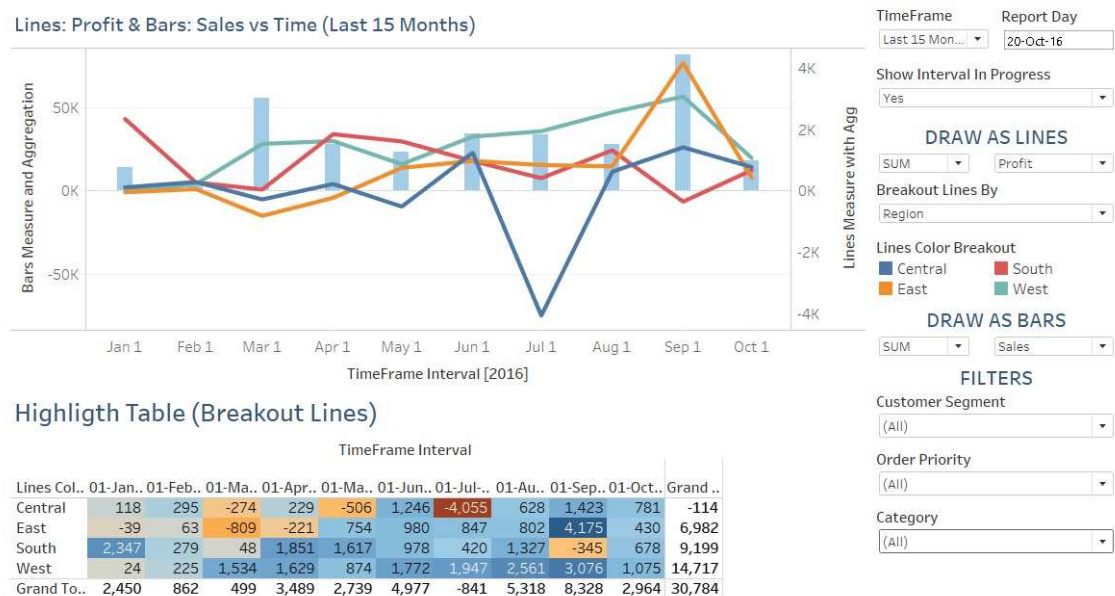 Lines: Profit & Bars: Sales vs Time (Last 15 Months)
Bars Measure and Aggregation
50K
0K
-50K
4K
2K
0K
-2K
-4K
Lines Measure with Agg
Jan 1 Feb 1 Mar 1 Apr 1 May 1 Jun 1 Jul 1 Aug 1 Sep 1 Oct 1
TimeFrame Interval [2016]
TimeFrame Report Day
Last 15 Mon... 20-Oct-16
Show Interval In Progress
Yes
DRAW AS LINES
SUM Profit
Breakout Lines By
Region
Lines Color Breakout
Central South
East West
DRAW AS BARS
SUM Sales
FILTERS
Customer Segment
(All)
Order Priority
(All)
Category
(All)
Highligth Table (Breakout Lines)
TimeFrame Interval
Lines Col.. 01-Jan.. 01-Feb.. 01-Ma.. 01-Apr.. 01-Ma.. 01-Jun.. 01-Jul-.. 01-Au.. 01-Sep.. 01-Oct.. Grand ..
Central 118 295 -274 229 -506 1,246 -4,055 628 1,423 781 -114
East -39 63 -809 -221 754 980 847 802 4,175 430 6,982
South 2,347 279 48 1,851 1,617 978 420 1,327 -345 678 9,199
West 24 225 1,534 1,629 874 1,772 1,947 2,561 3,076 1,075 14,717
Grand To.. 2,450 862 499 3,489 2,739 4,977 -841 5,318 8,328 2,964 30,784